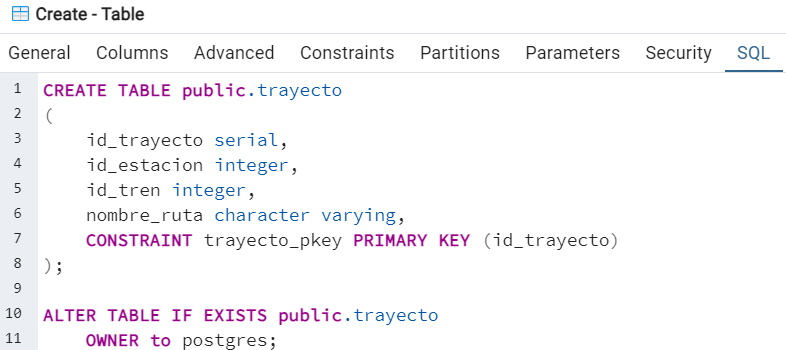 Create - Table
General Columns Advanced Constraints Partitions Parameters Security SQL
1 CREATE TABLE public.trayecto
2 (
3     id_trayecto serial,
4     id_estacion integer,
5     id_tren integer,
6     nombre_ruta character varying,
7     CONSTRAINT trayecto_pkey PRIMARY KEY (id_trayecto)
8 );
9
10 ALTER TABLE IF EXISTS public.trayecto
11     OWNER to postgres;